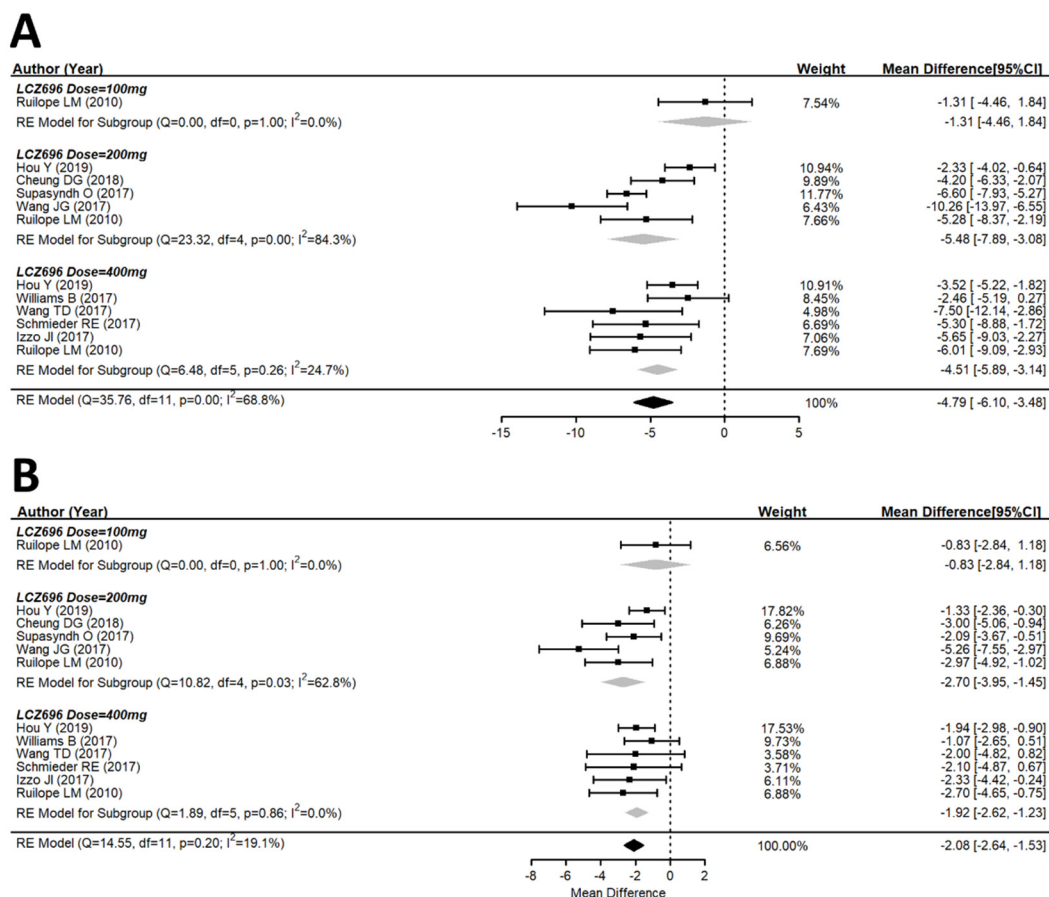 A
Author (Year) Weight Mean Difference[95%CI]
LCZ696 Dose=100mg
Ruilope LM (2010) 7.54% -1.31 [ -4.46, 1.84]
RE Model for Subgroup (Q=0.00, df=0, p=1.00; I²=0.0%) -1.31 [ -4.46, 1.84]
LCZ696 Dose=200mg
Hou Y (2019) 10.94% -2.33 [ -4.02, -0.64]
Cheung DG (2018) 9.89% -4.20 [ -6.33, -2.07]
Supasyndh O (2017) 11.77% -6.60 [ -7.93, -5.27]
Wang JG (2017) 6.43% -10.26 [-13.97, -6.55]
Ruilope LM (2010) 7.66% -5.28 [ -8.37, -2.19]
RE Model for Subgroup (Q=23.32, df=4, p=0.00; I²=84.3%) -5.48 [ -7.89, -3.08]
LCZ696 Dose=400mg
Hou Y (2019) 10.91% -3.52 [ -5.22, -1.82]
Williams B (2017) 8.45% -2.46 [ -5.19, 0.27]
Wang TD (2017) 4.98% -7.50 [-12.14, -2.86]
Schmieder RE (2017) 6.69% -5.30 [ -8.88, -1.72]
Izzo JI (2017) 7.06% -5.65 [ -9.03, -2.27]
Ruilope LM (2010) 7.69% -6.01 [ -9.09, -2.93]
RE Model for Subgroup (Q=6.48, df=5, p=0.26; I²=24.7%) -4.51 [ -5.89, -3.14]
RE Model (Q=35.76, df=11, p=0.00; I²=68.8%) 100% -4.79 [ -6.10, -3.48]
-15 -10 -5 0 5
B
Author (Year) Weight Mean Difference[95%CI]
LCZ696 Dose=100mg
Ruilope LM (2010) 6.56% -0.83 [-2.84, 1.18]
RE Model for Subgroup (Q=0.00, df=0, p=1.00; I²=0.0%) -0.83 [-2.84, 1.18]
LCZ696 Dose=200mg
Hou Y (2019) 17.82% -1.33 [-2.36, -0.30]
Cheung DG (2018) 6.26% -3.00 [-5.06, -0.94]
Supasyndh O (2017) 9.69% -2.09 [-3.67, -0.51]
Wang JG (2017) 5.24% -5.26 [-7.55, -2.97]
Ruilope LM (2010) 6.88% -2.97 [-4.92, -1.02]
RE Model for Subgroup (Q=10.82, df=4, p=0.03; I²=62.8%) -2.70 [-3.95, -1.45]
LCZ696 Dose=400mg
Hou Y (2019) 17.53% -1.94 [-2.98, -0.90]
Williams B (2017) 9.73% -1.07 [-2.65, 0.51]
Wang TD (2017) 3.58% -2.00 [-4.82, 0.82]
Schmieder RE (2017) 3.71% -2.10 [-4.87, 0.67]
Izzo JI (2017) 6.11% -2.33 [-4.42, -0.24]
Ruilope LM (2010) 6.88% -2.70 [-4.65, -0.75]
RE Model for Subgroup (Q=1.89, df=5, p=0.86; I²=0.0%) -1.92 [-2.62, -1.23]
RE Model (Q=14.55, df=11, p=0.20; I²=19.1%) 100.00% -2.08 [-2.64, -1.53]
-8 -6 -4 -2 0 2
Mean Difference